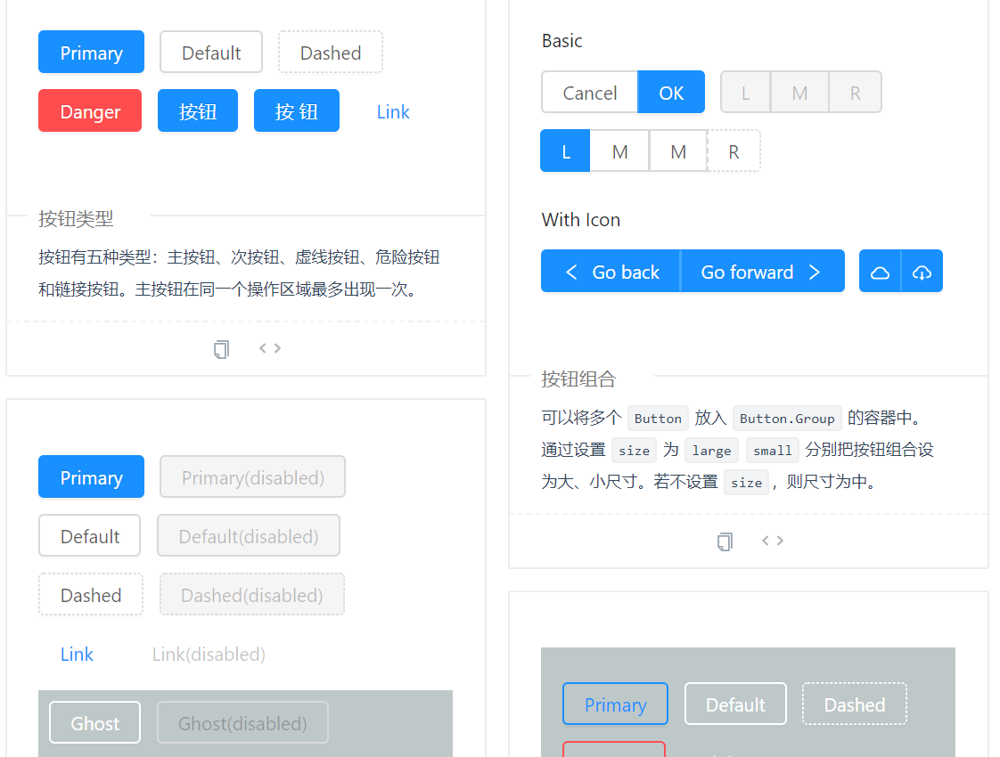 Primary Default Dashed
Danger 按钮 按 钮 Link
按钮类型
按钮有五种类型：主按钮、次按钮、虚线按钮、危险按钮
和链接按钮。主按钮在同一个操作区域最多出现一次。
Primary Primary(disabled)
Default Default(disabled)
Dashed Dashed(disabled)
Link Link(disabled)
Ghost Ghost(disabled)
Basic
Cancel OK L M R
L M M R
With Icon
Go back Go forward
按钮组合
可以将多个 Button 放入 Button.Group 的容器中。
通过设置 size 为 large small 分别把按钮组合设
为大、小尺寸。若不设置 size ，则尺寸为中。
Primary Default Dashed